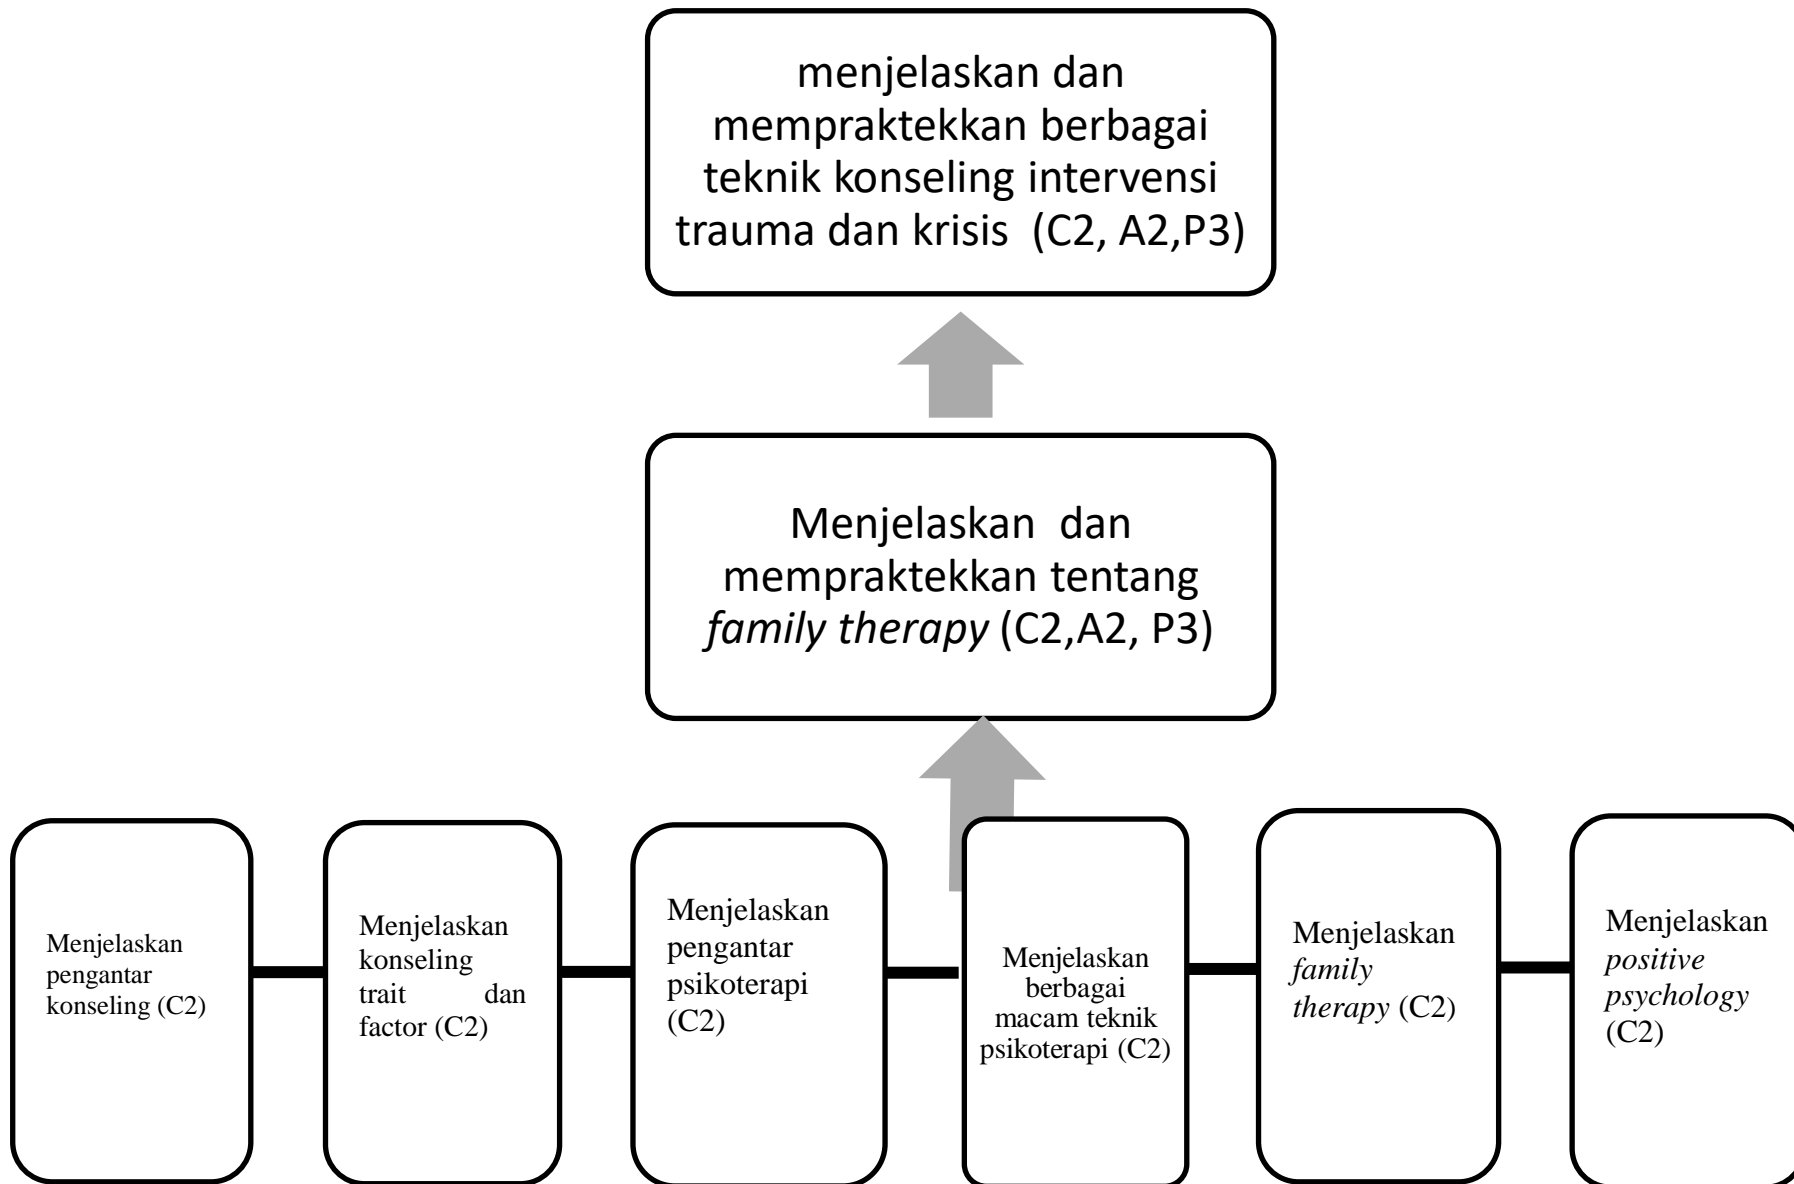 menjelaskan dan
mempraktekkan berbagai
teknik konseling intervensi
trauma dan krisis  (C2, A2,P3)
Menjelaskan  dan
mempraktekkan tentang
family therapy (C2,A2, P3)
Menjelaskan
pengantar
konseling (C2)
Menjelaskan
konseling
trait dan
factor (C2)
Menjelaskan
pengantar
psikoterapi
(C2)
Menjelaskan
berbagai
macam teknik
psikoterapi (C2)
Menjelaskan
family
therapy (C2)
Menjelaskan
positive
psychology
(C2)